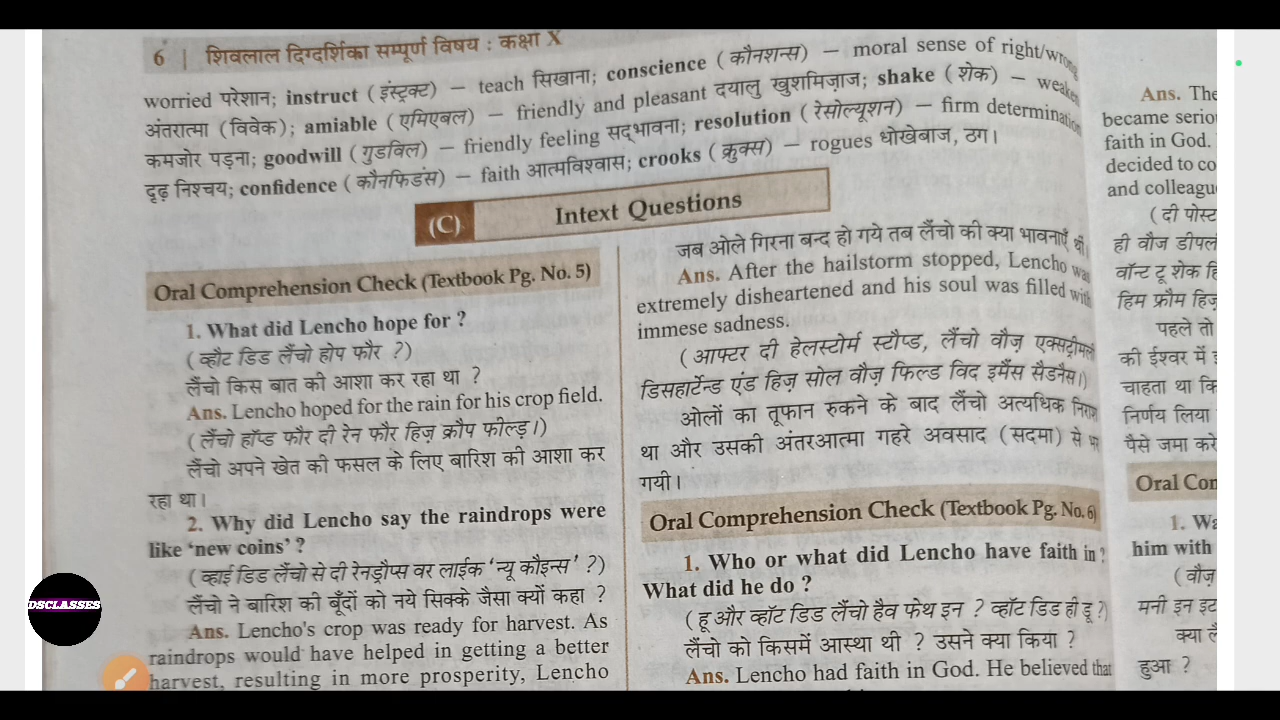 6 | शिवलाल दिग्दर्शिका सम्पूर्ण विषय : कक्षा X
worried परेशान; instruct (इंस्ट्रक्ट) – teach सिखाना; conscience (कौनशन्स) – moral sense of right/wrong
अंतरात्मा (विवेक); amiable (एमिएबल) – friendly and pleasant दयालु खुशमिज़ाज; shake (शेक) – weaken
कमजोर पड़ना; goodwill (गुडविल) – friendly feeling सद्भावना; resolution (रेसोल्यूशन) – firm determination
दृढ़ निश्चय; confidence (कौनफिडंस) – faith आत्मविश्वास; crooks (क्रुक्स) – rogues धोखेबाज, ठग।
(C) Intext Questions
Oral Comprehension Check (Textbook Pg. No. 5)
1. What did Lencho hope for ?
(व्हौट डिड लैंचो होप फौर ?)
लैंचो किस बात की आशा कर रहा था ?
Ans. Lencho hoped for the rain for his crop field.
(लैंचो हॉप्ड फौर दी रेन फौर हिज़ क्रौप फील्ड़।)
लैंचो अपने खेत की फसल के लिए बारिश की आशा कर
रहा था।
2. Why did Lencho say the raindrops were
like ‘new coins’ ?
(व्हाई डिड लैंचो से दी रेनड्रौप्स वर लाईक ‘न्यू कौइन्स’ ?)
लैंचो ने बारिश की बूँदों को नये सिक्के जैसा क्यों कहा ?
Ans. Lencho's crop was ready for harvest. As
raindrops would have helped in getting a better
harvest, resulting in more prosperity, Lencho
जब ओले गिरना बन्द हो गये तब लैंचो की क्या भावनाएँ थी।
Ans. After the hailstorm stopped, Lencho was
extremely disheartened and his soul was filled with
immese sadness.
(आफ्टर दी हेलस्टोर्म स्टौप्ड, लैंचो वौज़ एक्सट्रीमली
डिसहार्टेन्ड एंड हिज़ सोल वौज़ फिल्ड विद इमैंस सैडनैस।)
ओलों का तूफान रुकने के बाद लैंचो अत्यधिक निराश
था और उसकी अंतरआत्मा गहरे अवसाद (सदमा) से भर
गयी।
Oral Comprehension Check (Textbook Pg. No. 6)
1. Who or what did Lencho have faith in ?
What did he do ?
(हू और व्हॉट डिड लैंचो हैव फेथ इन ? व्हॉट डिड ही डू ?)
लैंचो को किसमें आस्था थी ? उसने क्या किया ?
Ans. Lencho had faith in God. He believed that
Ans. The
became serio
faith in God.
decided to co
and colleagu
(दी पोस्ट
ही वौज डीपल
वॉन्ट टू शेक हि
हिम फ्रौम हिज़
पहले तो
की ईश्वर में
चाहता था कि
निर्णय लिया
पैसे जमा करे
Oral Con
1. Wa
him with
(वौज़
मनी इन इट
क्या लै
हुआ ?
DSCLASSES